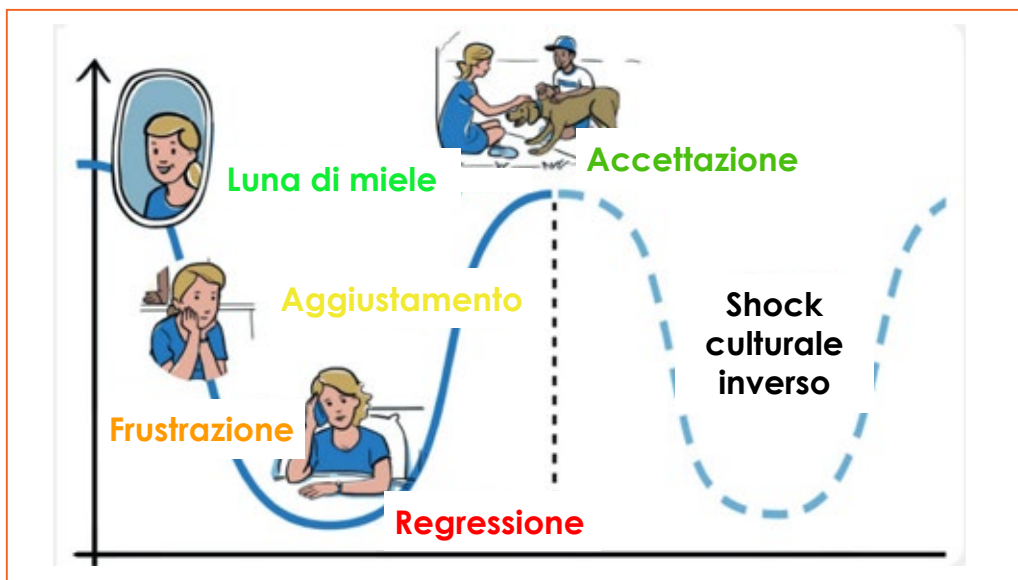 Luna di miele
Accettazione
Aggiustamento
Shock
culturale
inverso
Frustrazione
Regressione